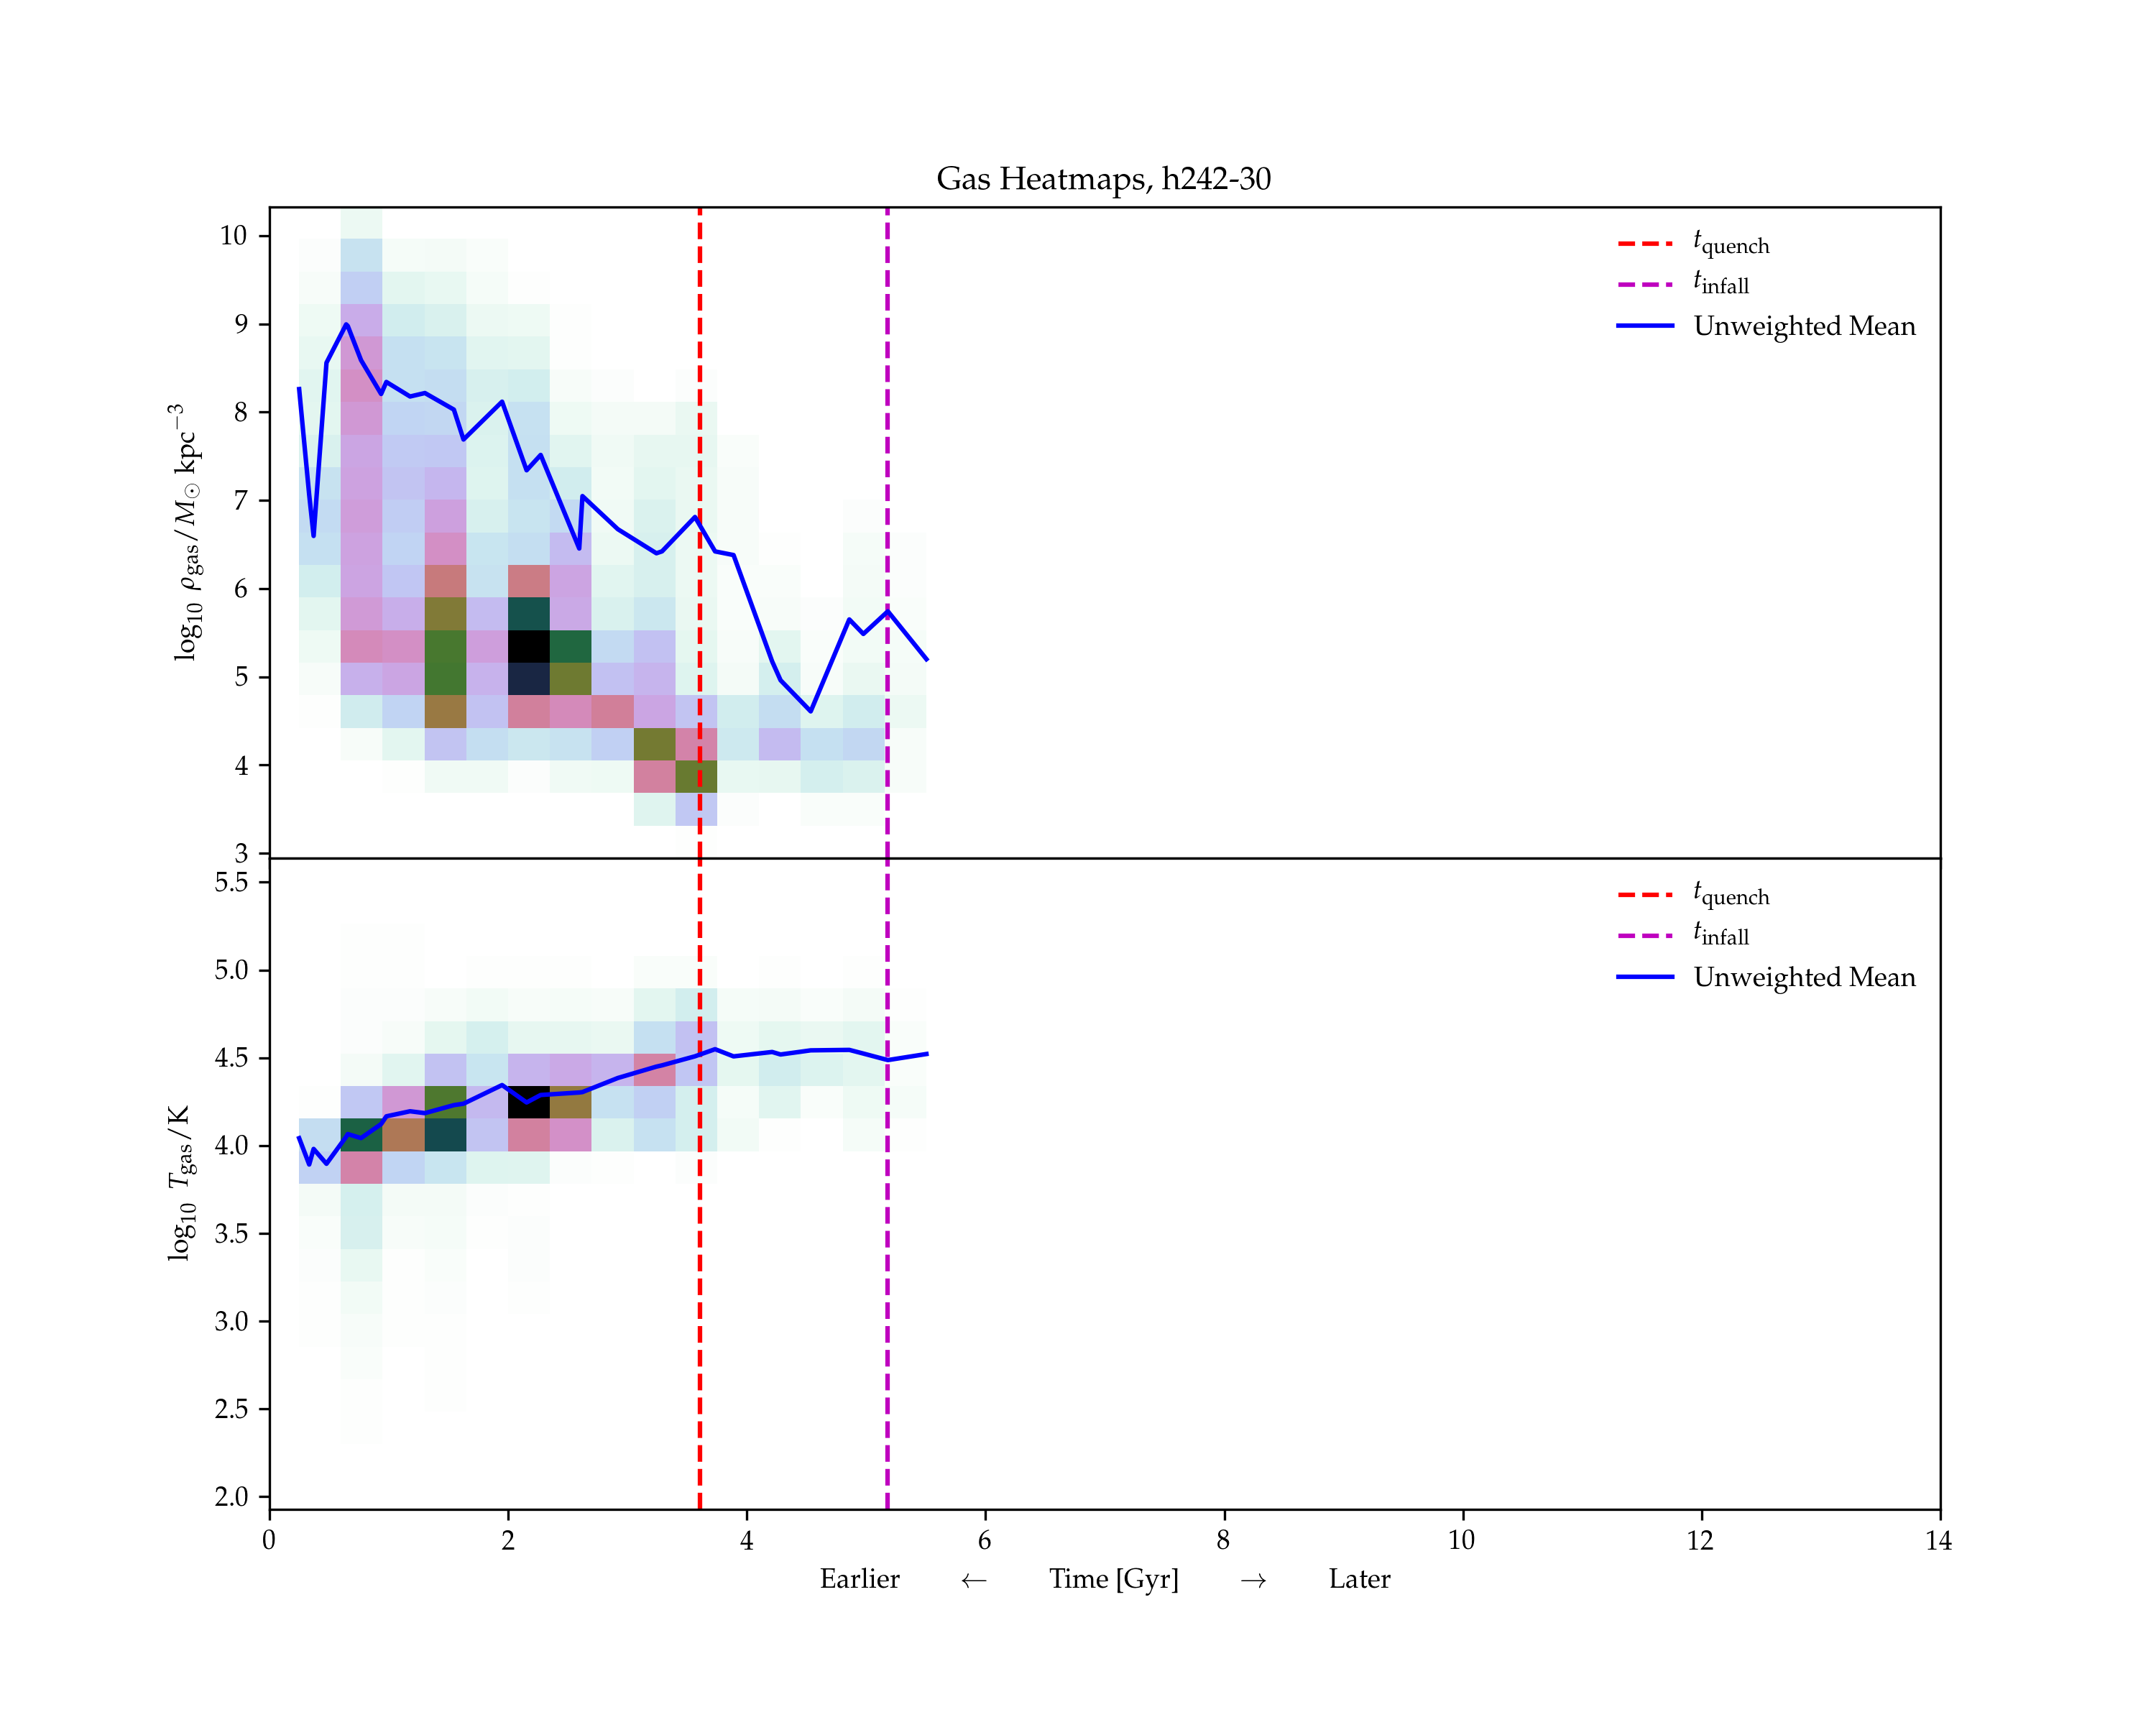 Gas Heatmaps, h242-30
10
9
8
7
6
5
4
3
log₁₀ ρgas/M⊙ kpc⁻³
tquench
tinfall
Unweighted Mean
5.5
5.0
4.5
4.0
3.5
3.0
2.5
2.0
log₁₀ Tgas/K
tquench
tinfall
Unweighted Mean
0 2 4 6 8 10 12 14
Earlier ← Time [Gyr] → Later